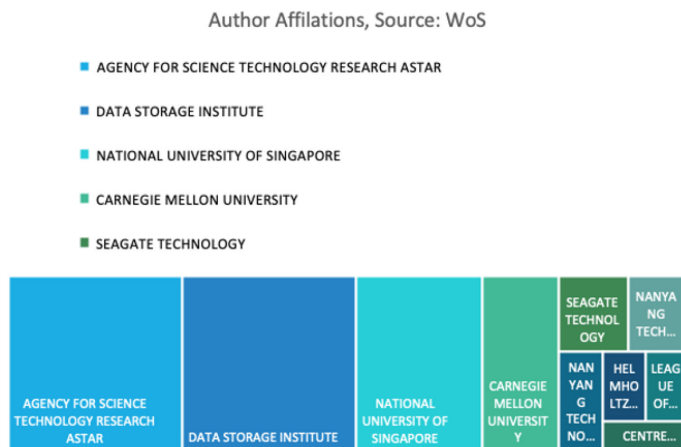 Author Affilations, Source: WoS
AGENCY FOR SCIENCE TECHNOLOGY RESEARCH ASTAR
DATA STORAGE INSTITUTE
NATIONAL UNIVERSITY OF SINGAPORE
CARNEGIE MELLON UNIVERSITY
SEAGATE TECHNOLOGY
AGENCY FOR SCIENCE
TECHNOLOGY RESEARCH
ASTAR
DATA STORAGE INSTITUTE
NATIONAL
UNIVERSITY OF
SINGAPORE
CARNEGIE
MELLON
UNIVERSIT
Y
SEAGATE
TECHNOL
OGY
NANYA
NG
TECH...
NAN
YAN
G
TECH
NO...
HEL
MHO
LTZ...
LEAG
UE
OF...
CENTRE...